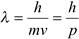 λ = h/mv = h/p